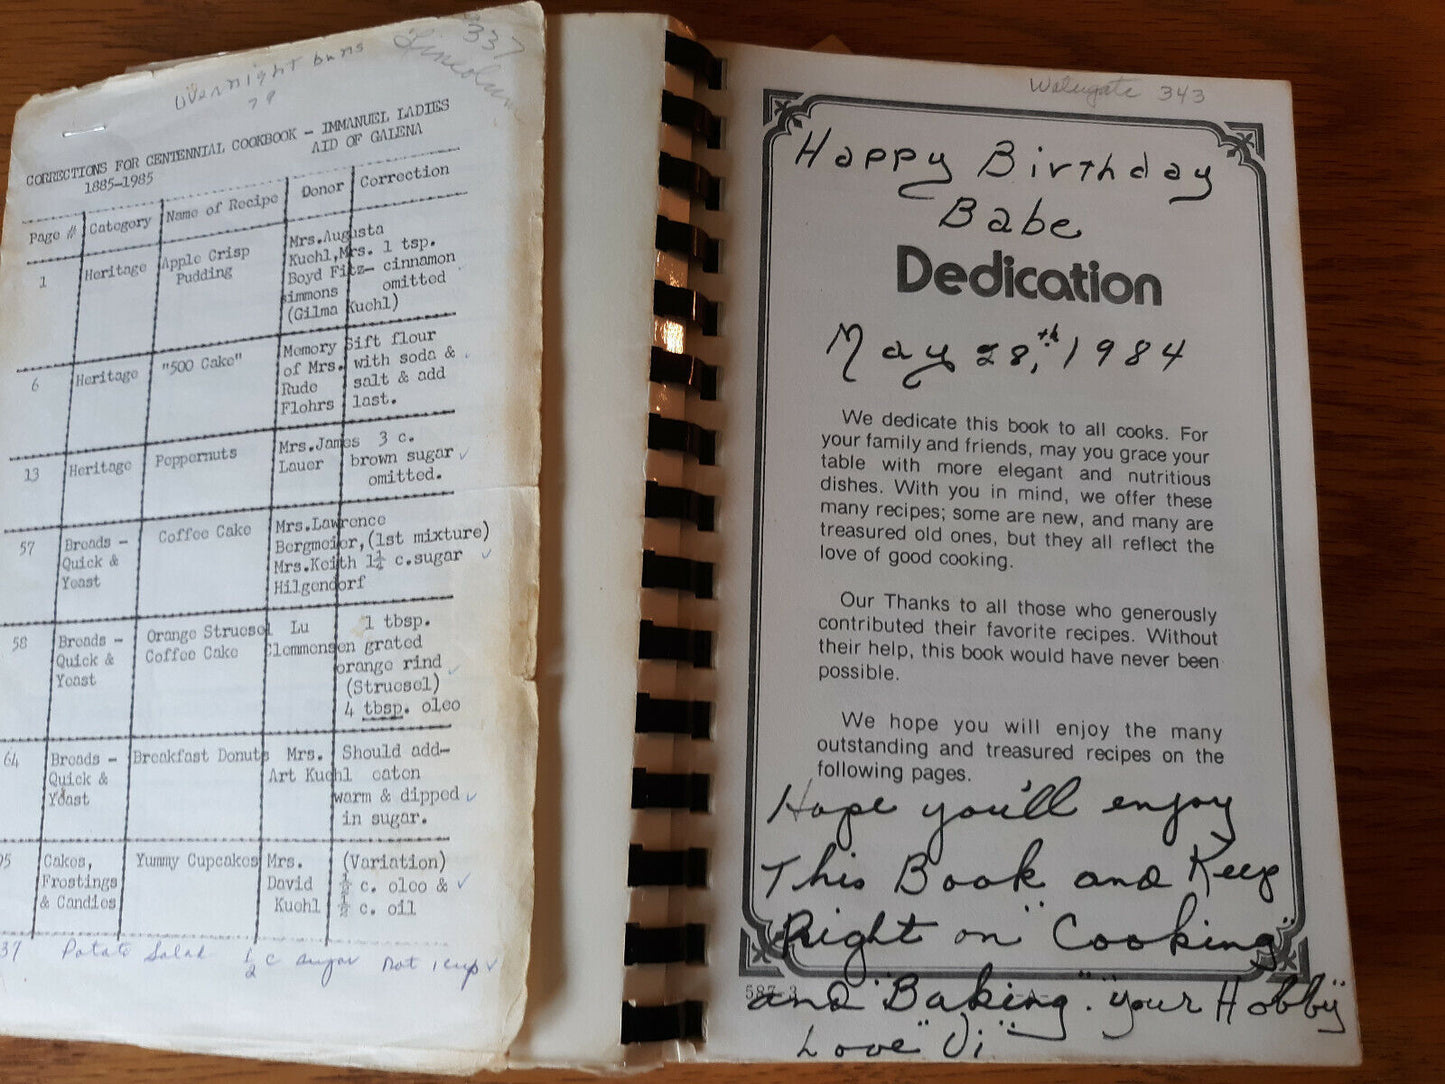 overnight buns
79
337
Lincoln
CORRECTIONS FOR CENTENNIAL COOKBOOK - IMMANUEL LADIES
AID OF GALENA
1885-1985
Page # Category Name of Recipe Donor Correction
1 Heritage Apple Crisp Pudding Mrs.Augusta Kuehl,Mrs. Boyd Fitz-simmons (Gilma Kuehl) 1 tsp. cinnamon omitted
6 Heritage "500 Cake" Memory of Mrs. Rude Flohrs Sift flour with soda & salt & add last.
13 Heritage Peppernuts Mrs.James Lauer 3 c. brown sugar omitted.
57 Breads - Quick & Yeast Coffee Cake Mrs.Lawrence Bergmeier, Mrs.Keith Hilgendorf (1st mixture) 1¼ c.sugar
58 Breads - Quick & Yeast Orange Struesel Coffee Cake Lu Clemmensen 1 tbsp. grated orange rind (Struesel) 4 tbsp. oleo
64 Breads - Quick & Yeast Breakfast Donuts Mrs. Art Kuehl Should add- eaten warm & dipped in sugar.
95 Cakes, Frostings & Candies Yummy Cupcakes Mrs. David Kuehl (Variation) ½ c. oleo & ½ c. oil
37 Potato Salad ½ c sugar not 1 cup
Watergate 343
Happy Birthday
Babe
Dedication
May 28,th 1984
We dedicate this book to all cooks. For
your family and friends, may you grace your
table with more elegant and nutritious
dishes. With you in mind, we offer these
many recipes; some are new, and many are
treasured old ones, but they all reflect the
love of good cooking.
Our Thanks to all those who generously
contributed their favorite recipes. Without
their help, this book would have never been
possible.
We hope you will enjoy the many
outstanding and treasured recipes on the
following pages.
Hope you'll enjoy
This Book and Keep
Right on "Cooking"
587-3
and "Baking". "your Hobby"
Love "Vi"